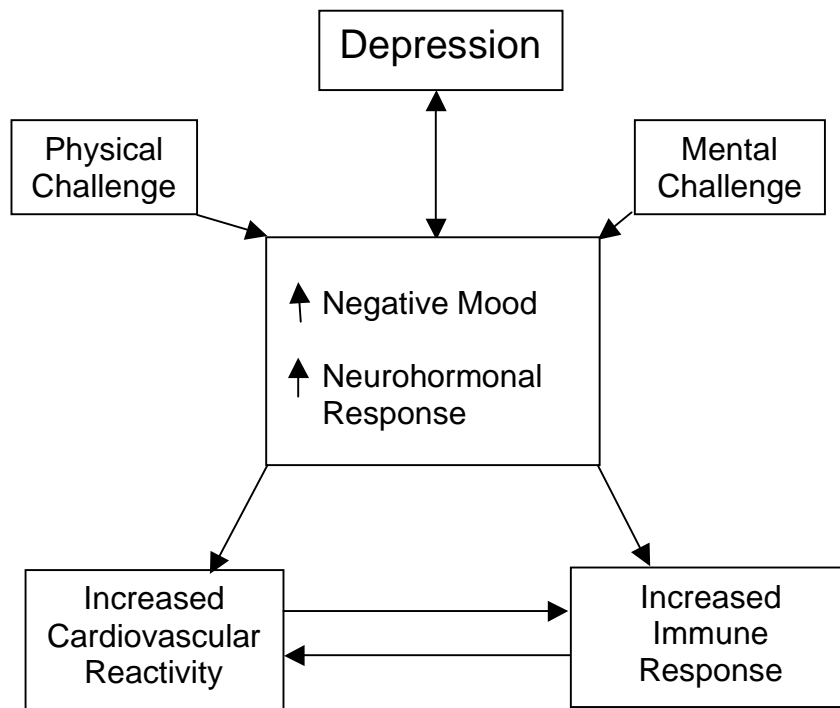 Depression
Physical
Challenge
Mental
Challenge
Negative Mood
Neurohormonal
Response
Increased
Cardiovascular
Reactivity
Increased
Immune
Response